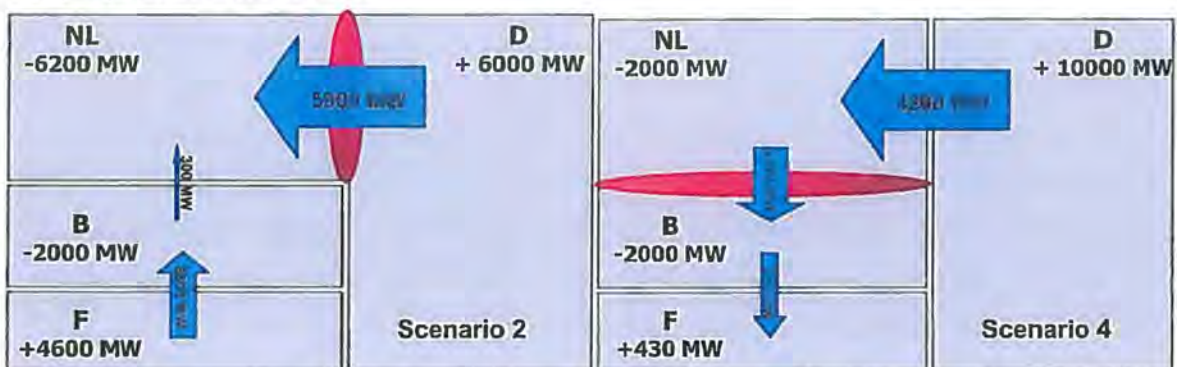 NL
-6200 MW
D
+ 6000 MW
300 MW
B
-2000 MW
F
+4600 MW
Scenario 2
NL
-2000 MW
D
+ 10000 MW
B
-2000 MW
F
+430 MW
Scenario 4